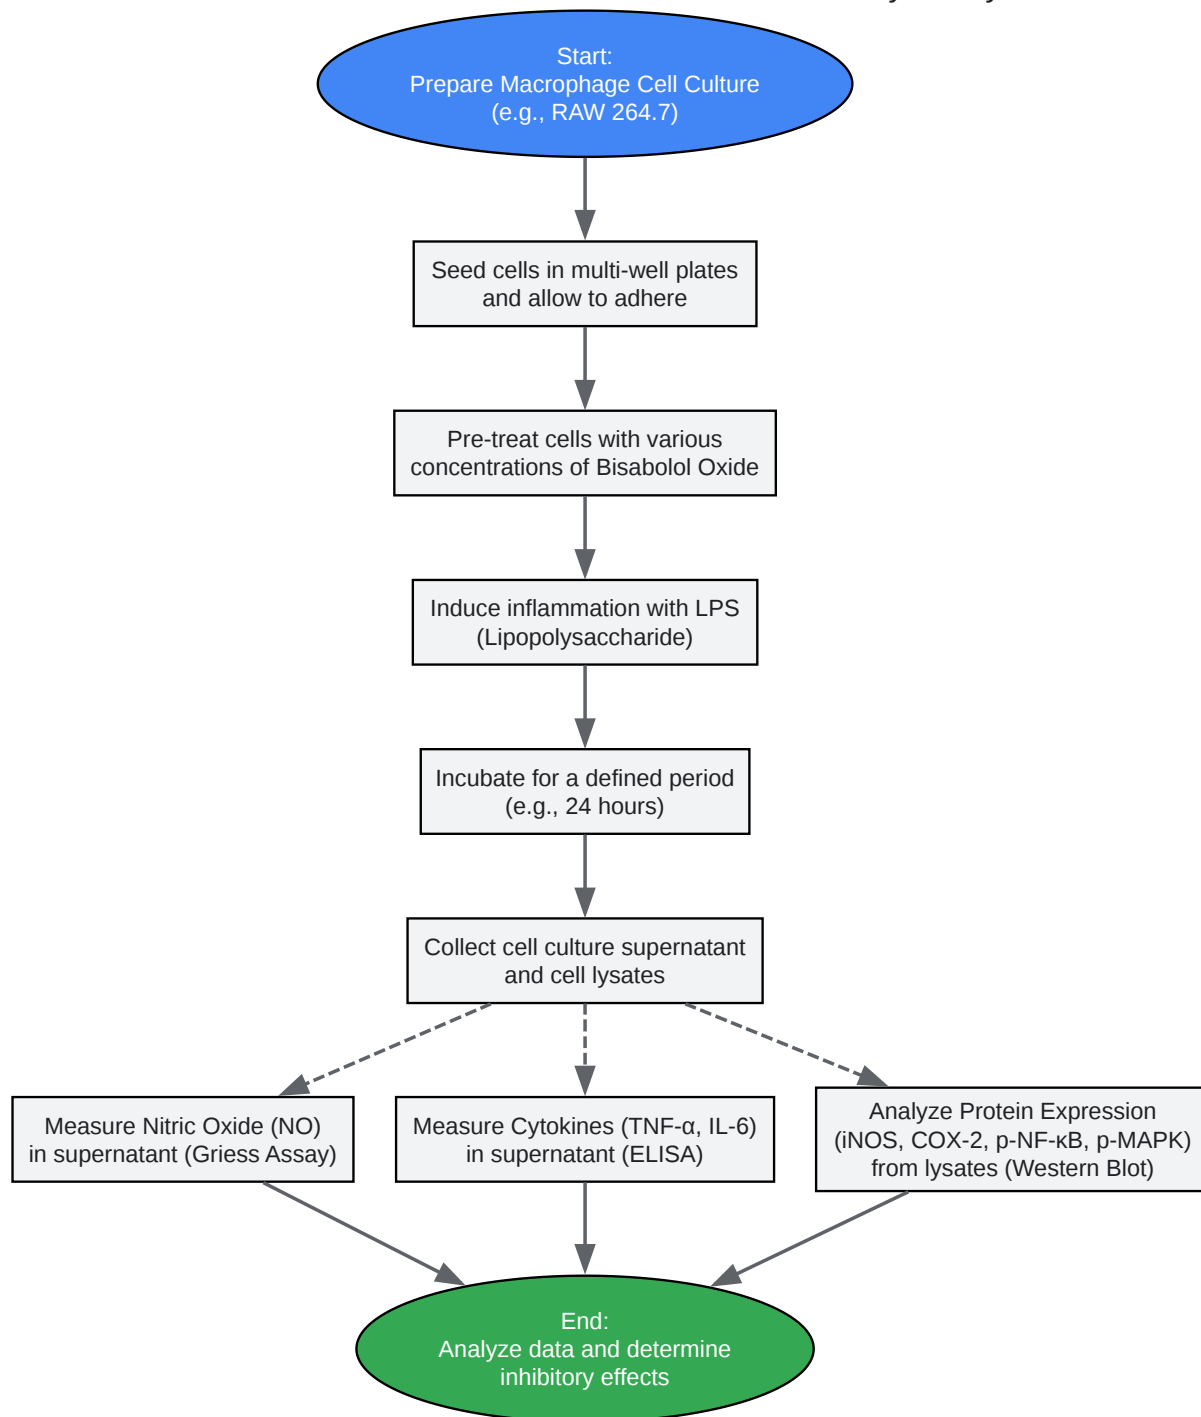 Start:
Prepare Macrophage Cell Culture
(e.g., RAW 264.7)
Seed cells in multi-well plates
and allow to adhere
Pre-treat cells with various
concentrations of Bisabolol Oxide
Induce inflammation with LPS
(Lipopolysaccharide)
Incubate for a defined period
(e.g., 24 hours)
Collect cell culture supernatant
and cell lysates
Measure Nitric Oxide (NO)
in supernatant (Griess Assay)
Measure Cytokines (TNF-α, IL-6)
in supernatant (ELISA)
Analyze Protein Expression
(iNOS, COX-2, p-NF-κB, p-MAPK)
from lysates (Western Blot)
End:
Analyze data and determine
inhibitory effects